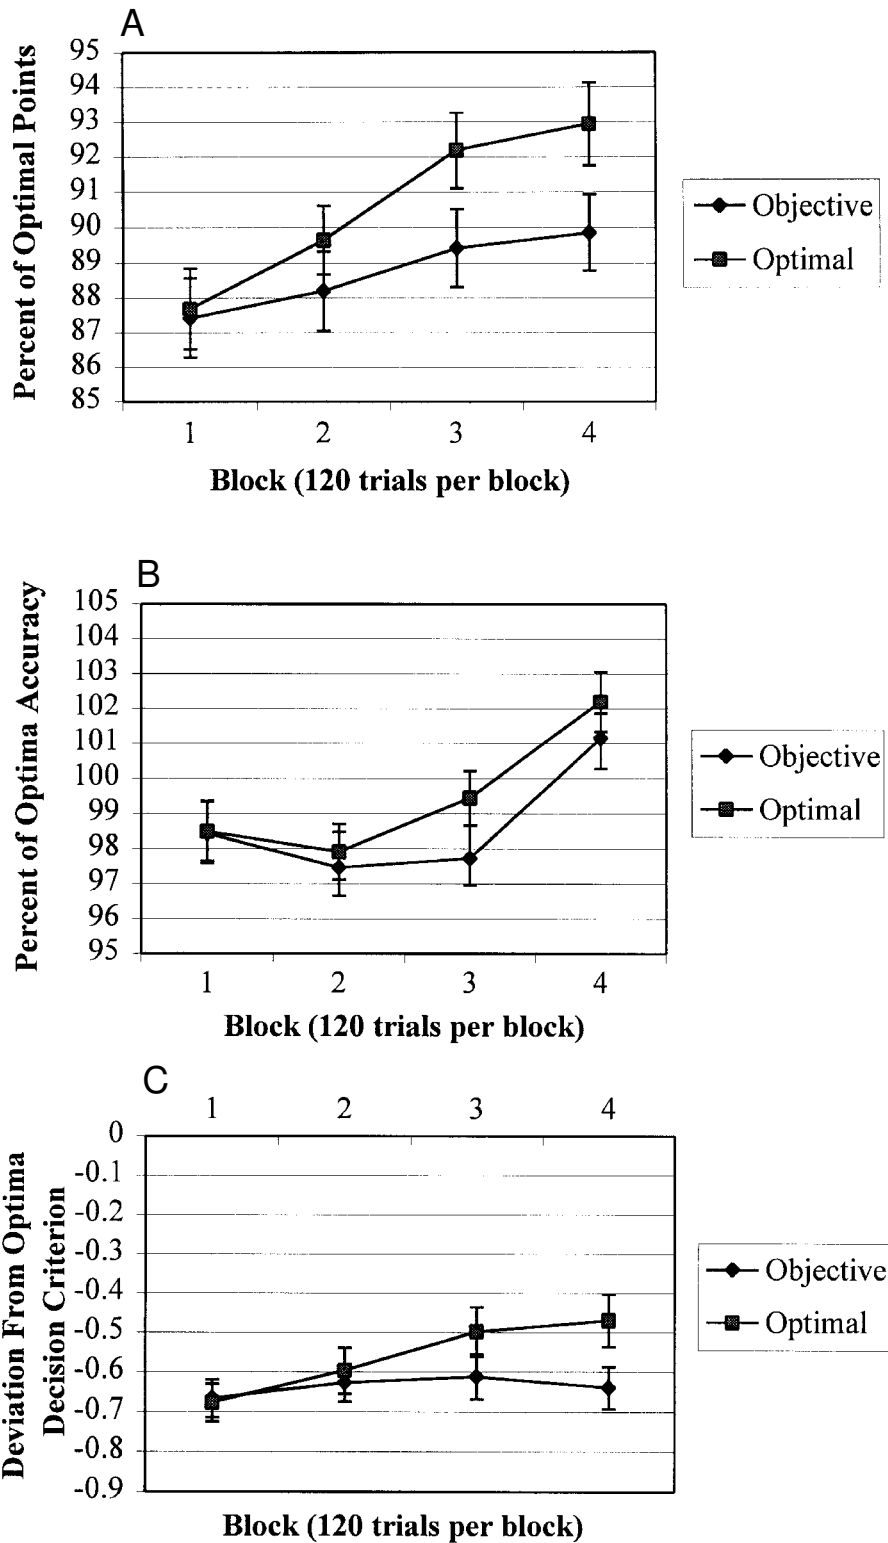 A
Percent of Optimal Points
95
94
93
92
91
90
89
88
87
86
85
1 2 3 4
Block (120 trials per block)
Objective
Optimal
B
Percent of Optima Accuracy
105
104
103
102
101
100
99
98
97
96
95
1 2 3 4
Block (120 trials per block)
Objective
Optimal
C
1 2 3 4
Deviation From Optima
Decision Criterion
0
-0.1
-0.2
-0.3
-0.4
-0.5
-0.6
-0.7
-0.8
-0.9
Block (120 trials per block)
Objective
Optimal